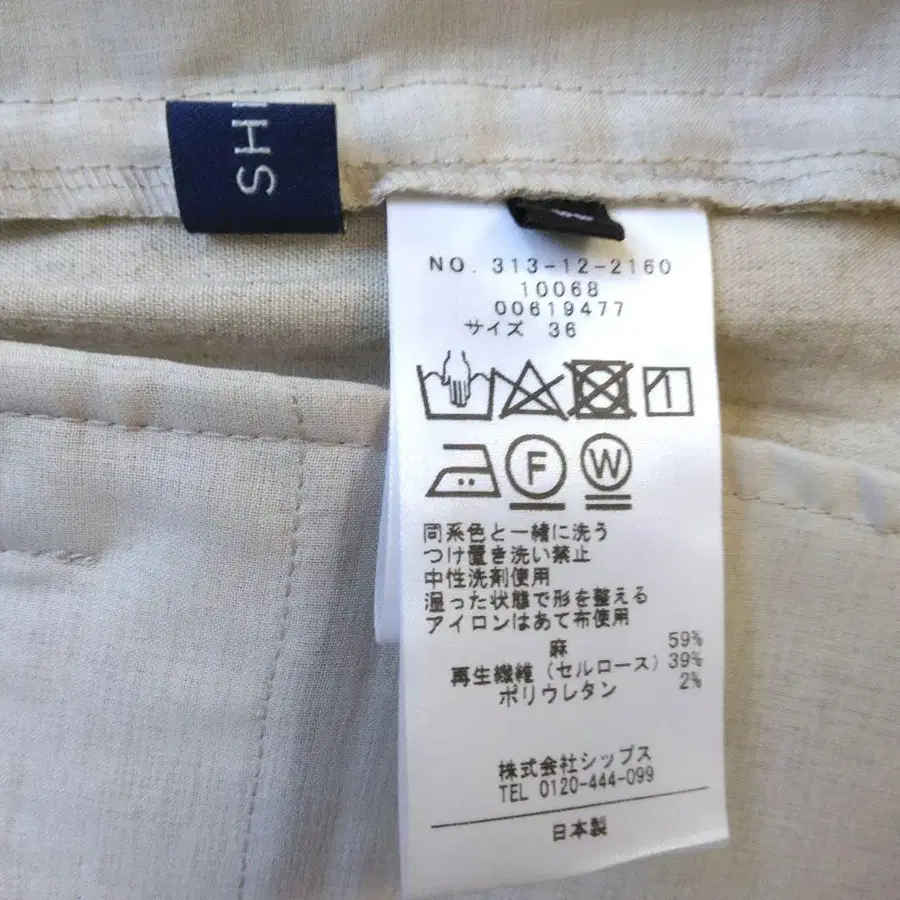 SHI
NO. 313-12-2160
10068
00619477
サイズ 36
F W
同系色と一緒に洗う
つけ置き洗い禁止
中性洗剤使用
湿った状態で形を整える
アイロンはあて布使用
麻 59%
再生繊維(セルロース)39%
ポリウレタン 2%
株式会社シップス
TEL 0120-444-099
日本製